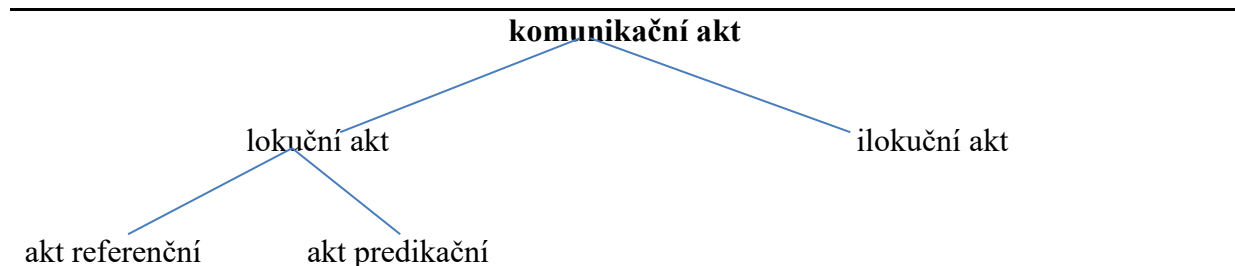 komunikační akt
lokuční akt ilokuční akt
akt referenční akt predikační